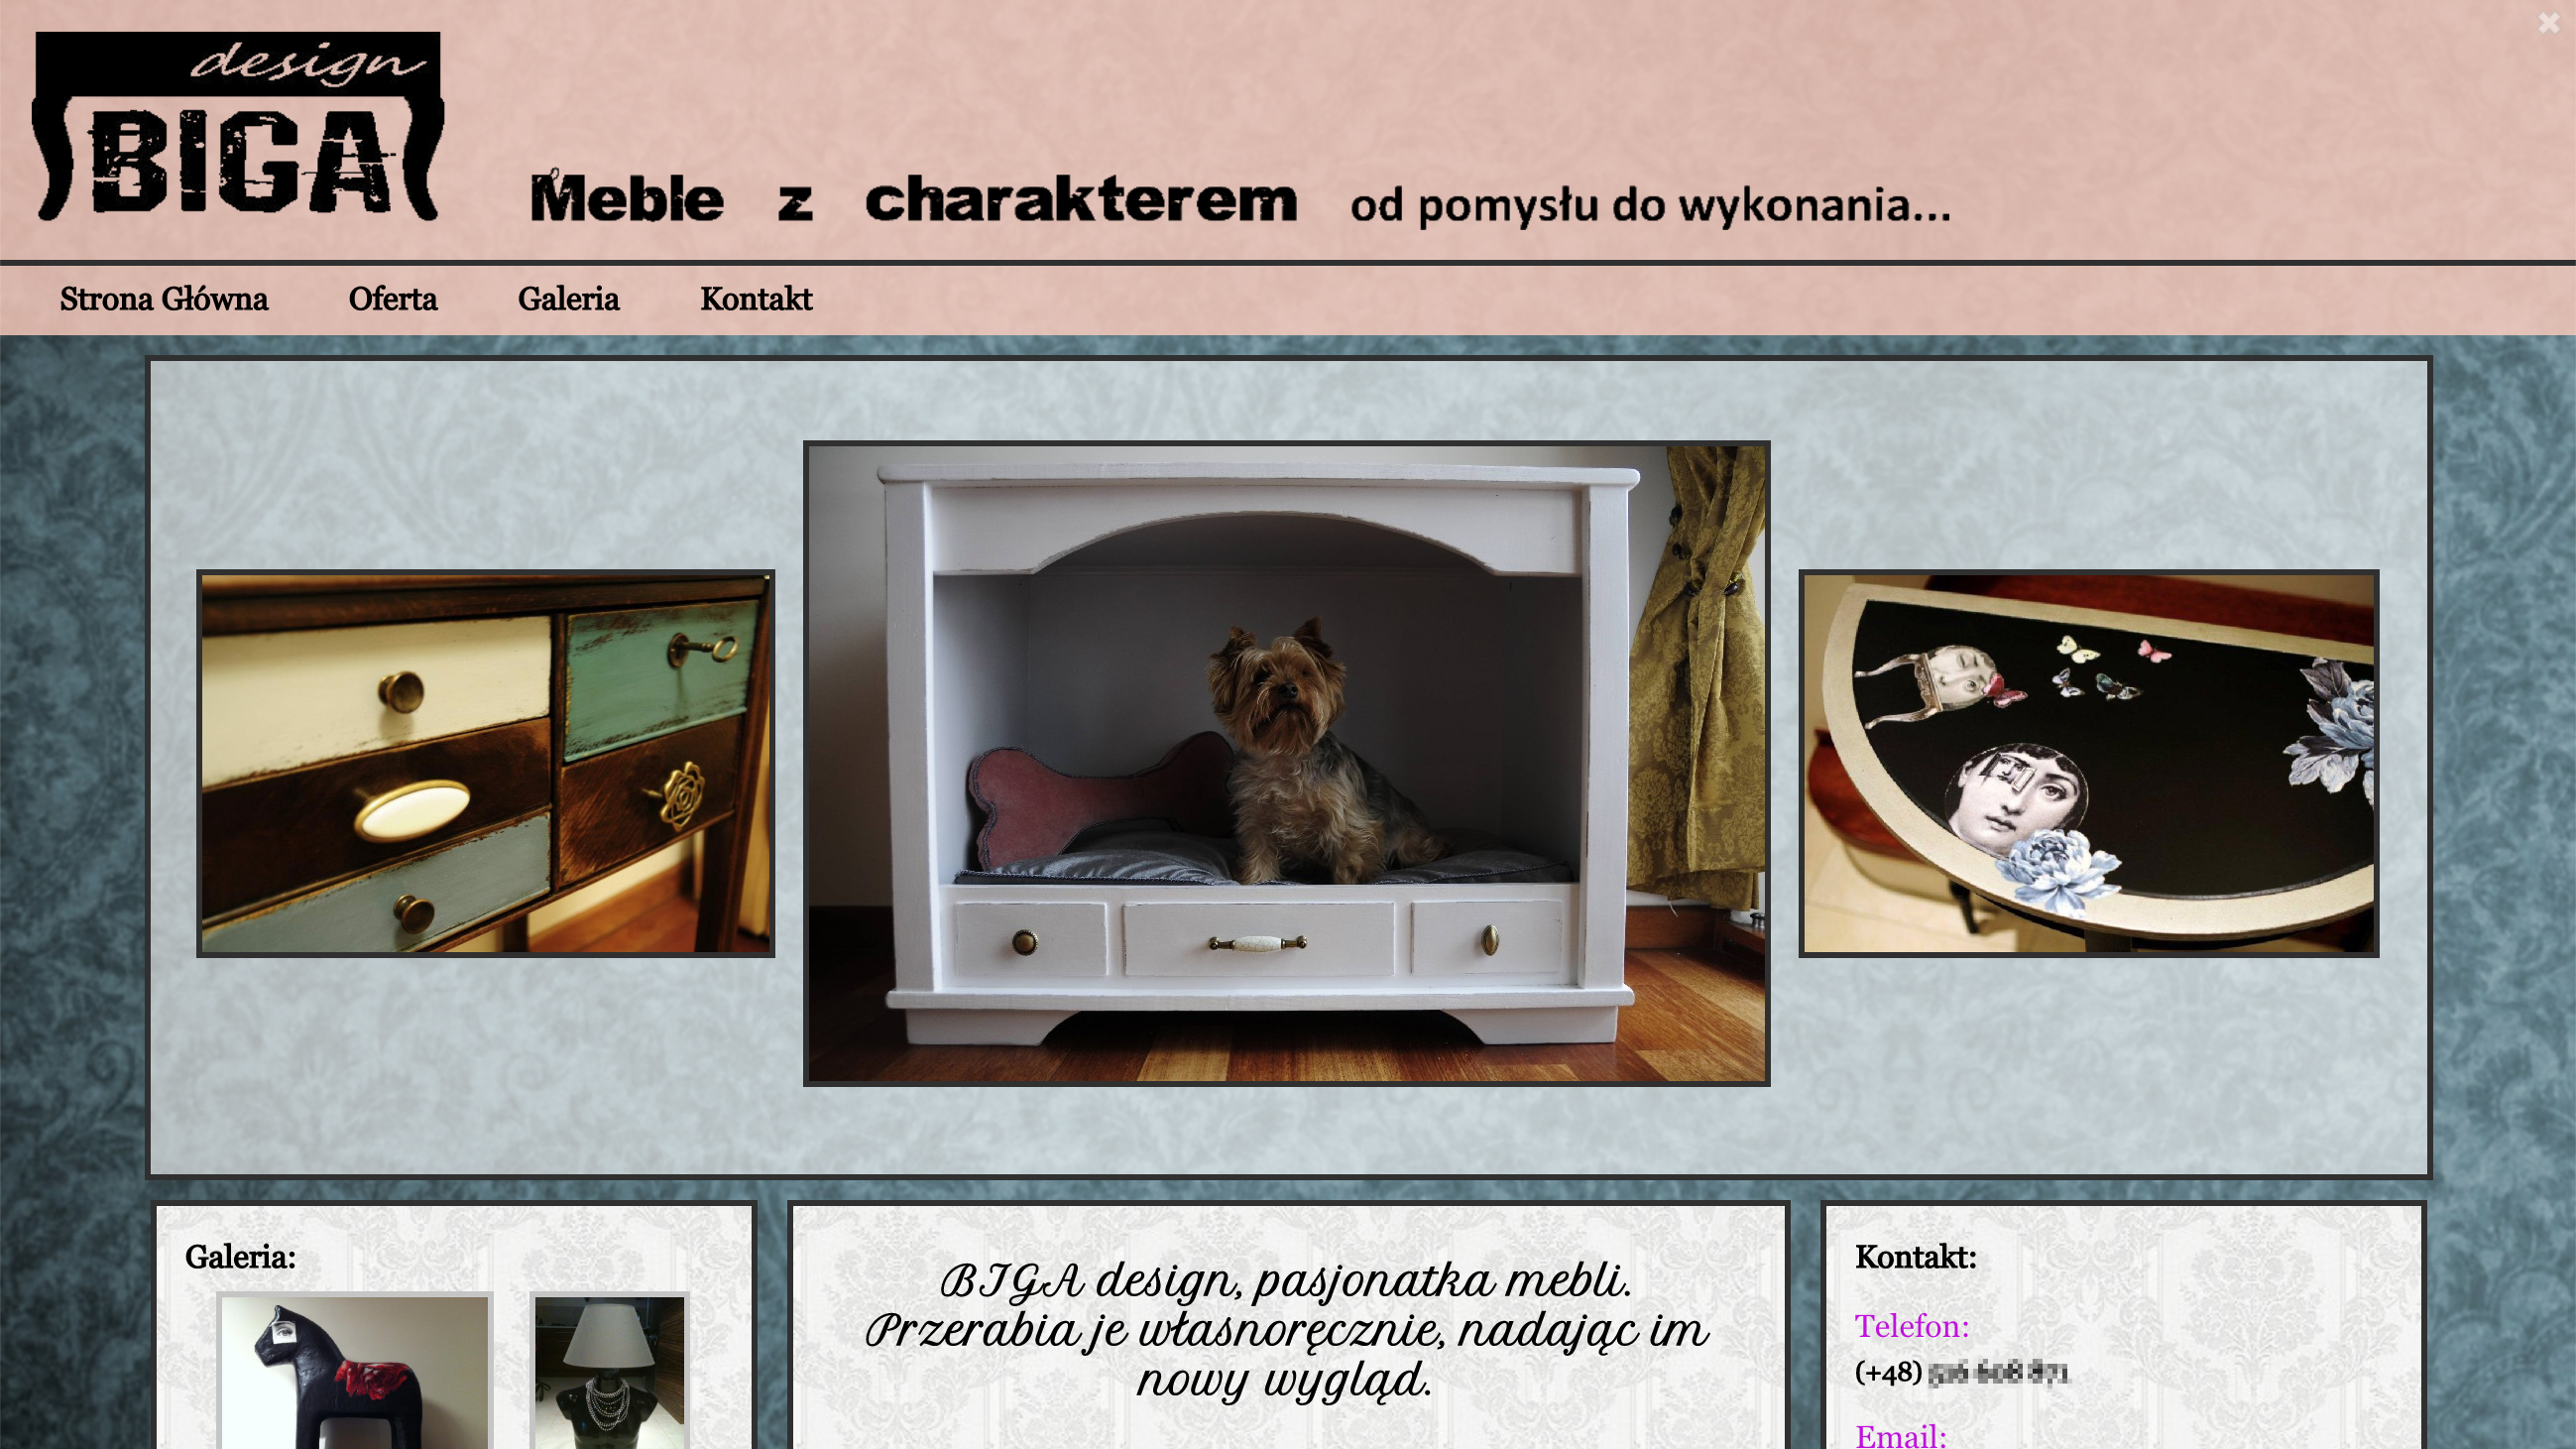 design
BIGA
Meble z charakterem od pomysłu do wykonania...
Strona Główna Oferta Galeria Kontakt
Galeria:
BIGA design, pasjonatka mebli.
Przerabia je własnoręcznie, nadając im
nowy wygląd.
Kontakt:
Telefon:
(+48)
Email: